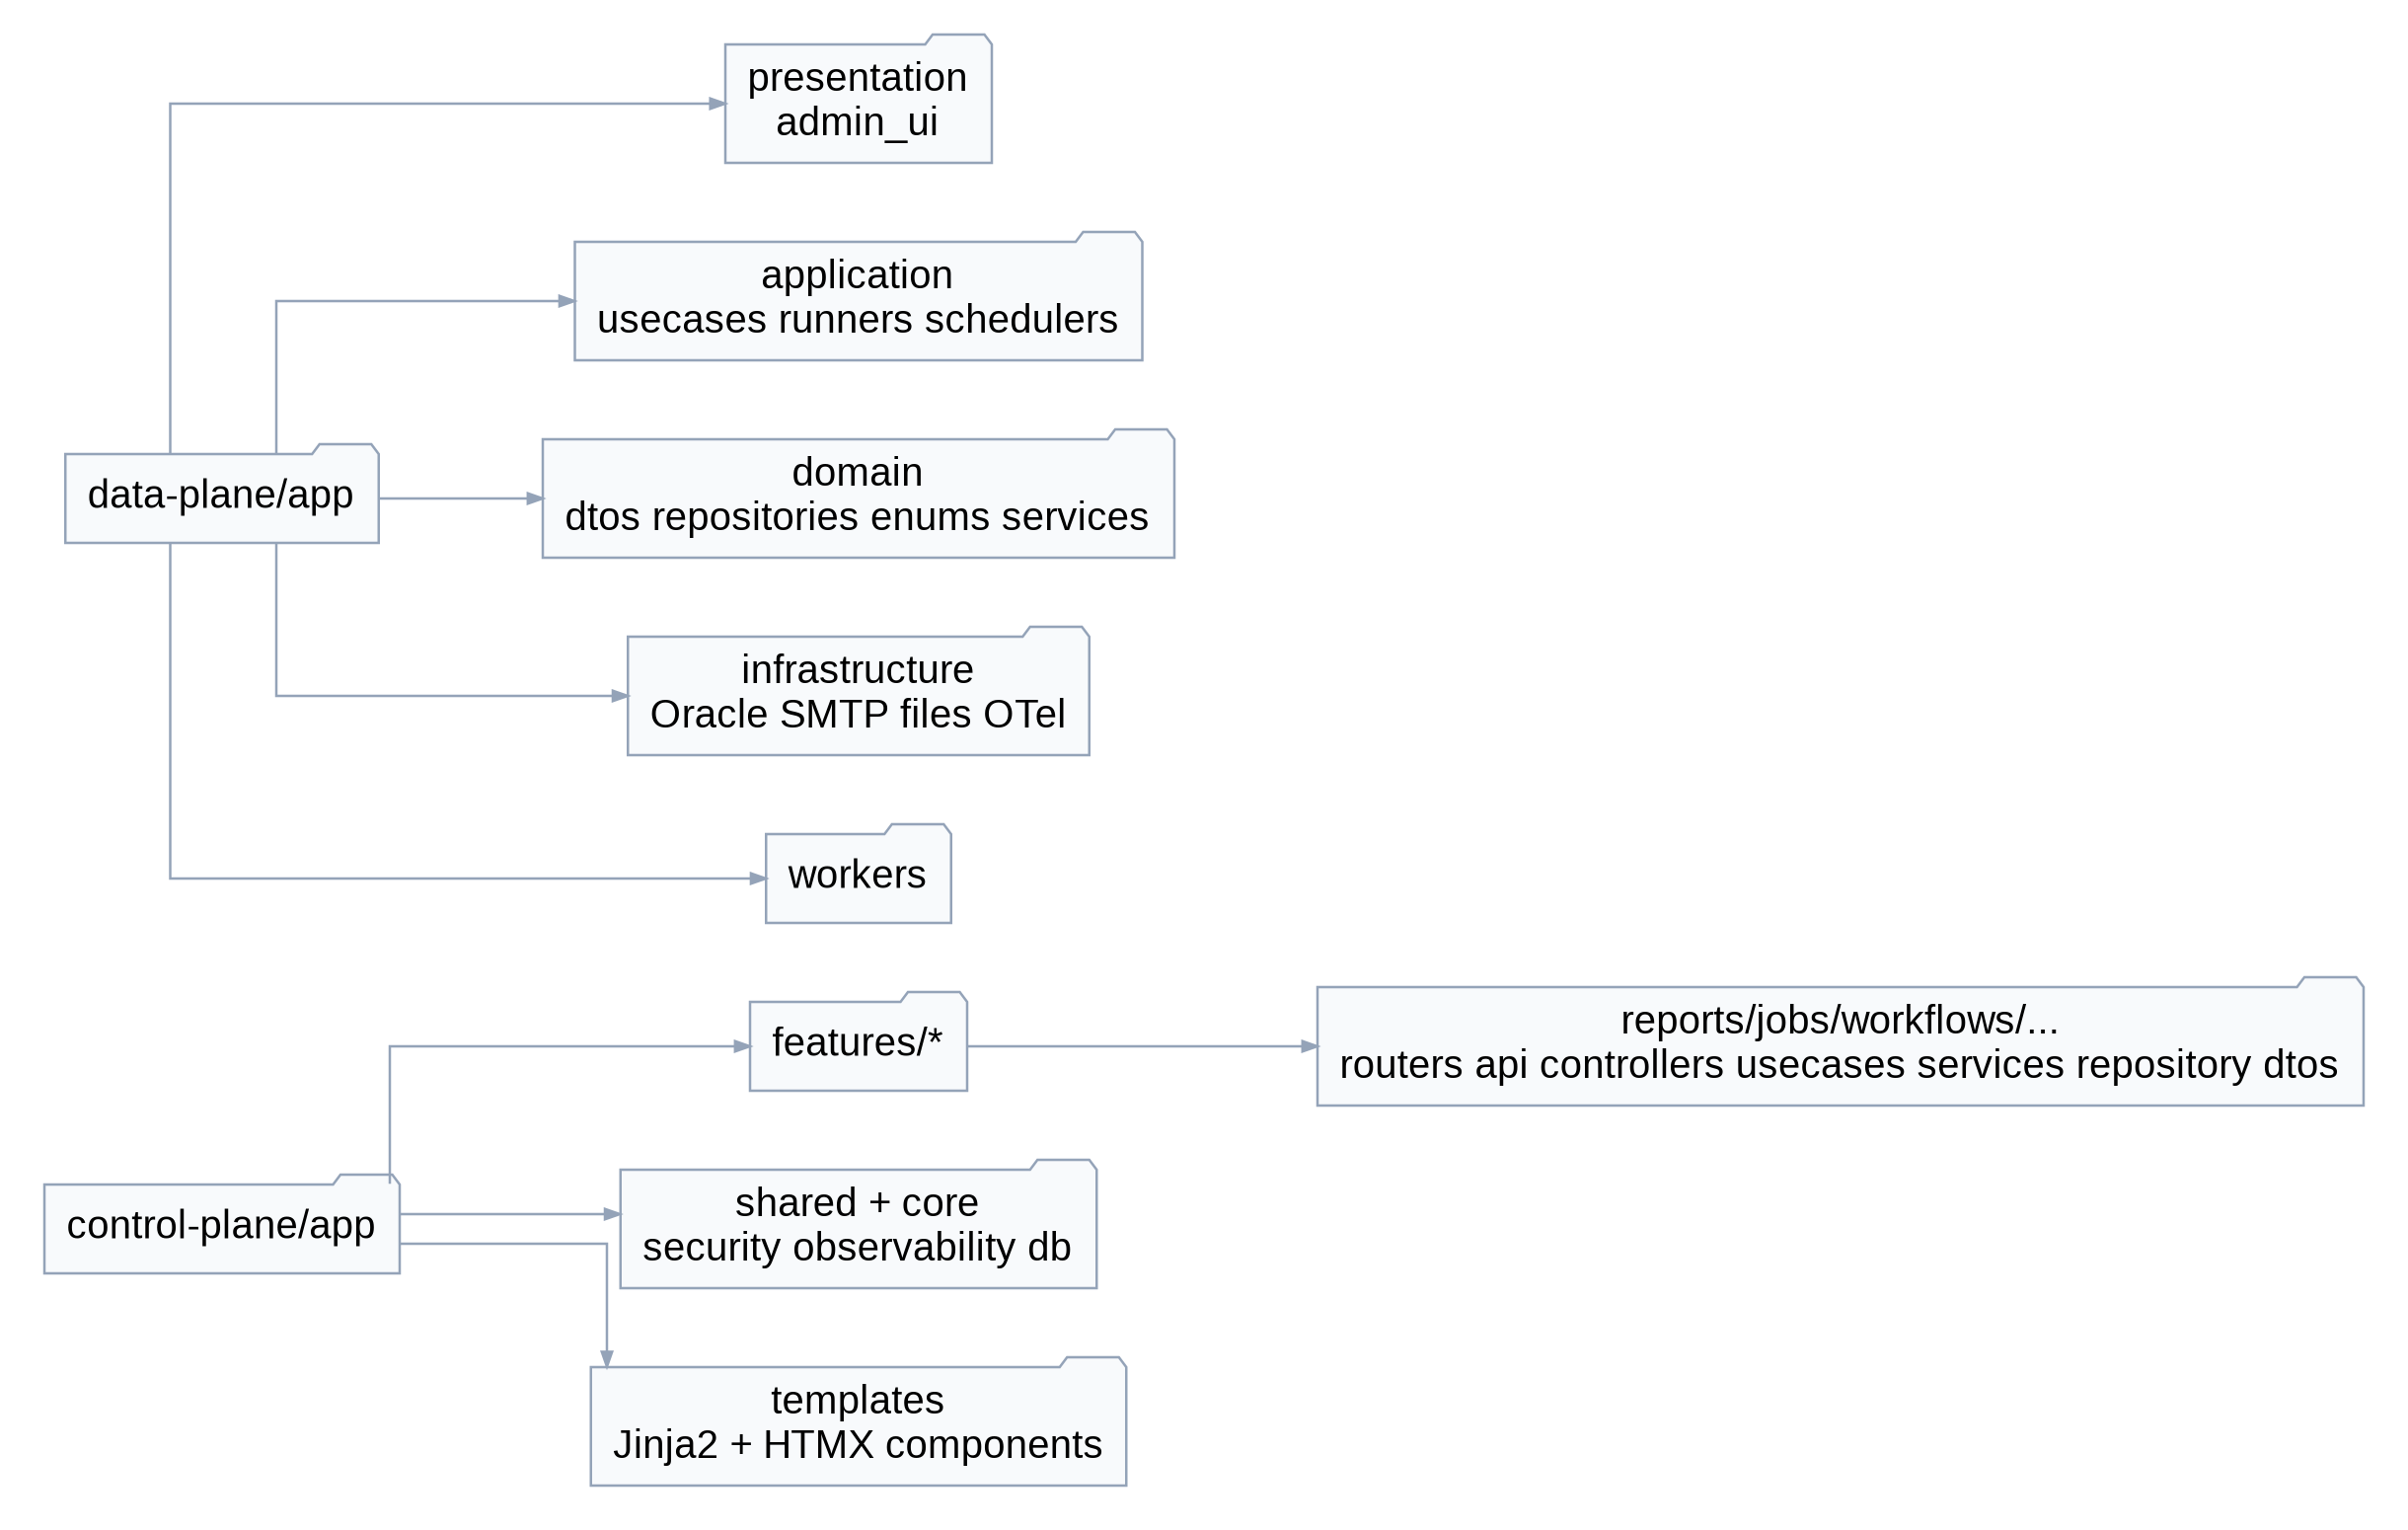 presentation
admin_ui
application
usecases runners schedulers
data-plane/app
domain
dtos repositories enums services
infrastructure
Oracle SMTP files OTel
workers
features/*
reports/jobs/workflows/...
routers api controllers usecases services repository dtos
control-plane/app
shared + core
security observability db
templates
Jinja2 + HTMX components